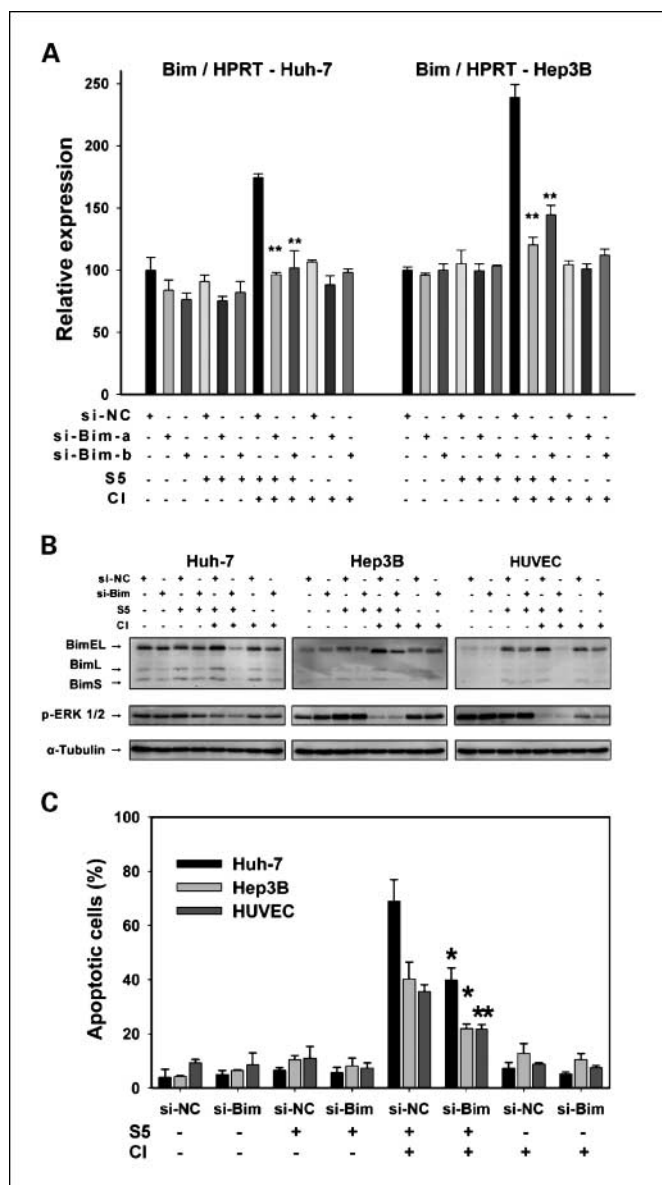 A
Bim / HPRT - Huh-7 Bim / HPRT - Hep3B
250
200
150
100
50
0
Relative expression
** ** ** **
si-NC + - - + - - + - - + - - + - - + - - + - - + - -
si-Bim-a - + - - + - - + - - + - - + - - + - - + - - + -
si-Bim-b - - + - - + - - + - - + - - + - - + - - + - - +
S5 - - - + + + + + + - - - - - - + + + + + + - - -
CI - - - - - - + + + + + + - - - - - - + + + + + +
B
Huh-7 Hep3B HUVEC
si-NC + - + - + - + - + - + - + - + - + - + - + - + -
si-Bim - + - + - + - + - + - + - + - + - + - + - + - +
S5 - - + + + + - - - - + + + + - - - - + + + + - -
CI - - - - + + + + - - - - + + + + - - - - + + + +
BimEL →
BimL →
BimS →
p-ERK 1/2 →
α-Tubulin →
C
100
80
60
40
20
0
Apoptotic cells (%)
Huh-7
Hep3B
HUVEC
* * **
si-NC si-Bim si-NC si-Bim si-NC si-Bim si-NC si-Bim
S5 - - + + + + - -
CI - - - - + + + +